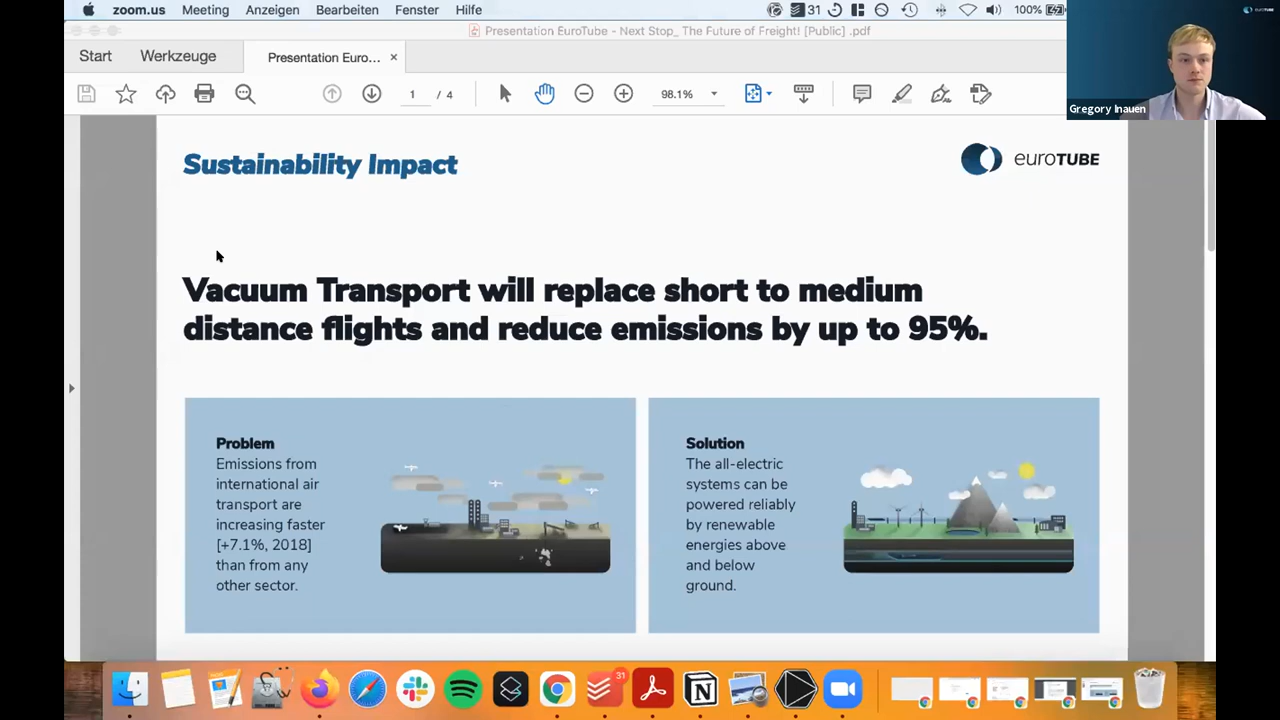 zoom.us Meeting Anzeigen Bearbeiten Fenster Hilfe 31 100%
Presentation EuroTube - Next Stop_ The Future of Freight! [Public] .pdf
Start Werkzeuge Presentation Euro... ×
1 / 4 98.1%
Gregory Inauen
Sustainability Impact
euroTUBE
Vacuum Transport will replace short to medium
distance flights and reduce emissions by up to 95%.
Problem
Emissions from
international air
transport are
increasing faster
[+7.1%, 2018]
than from any
other sector.
Solution
The all-electric
systems can be
powered reliably
by renewable
energies above
and below
ground.
31